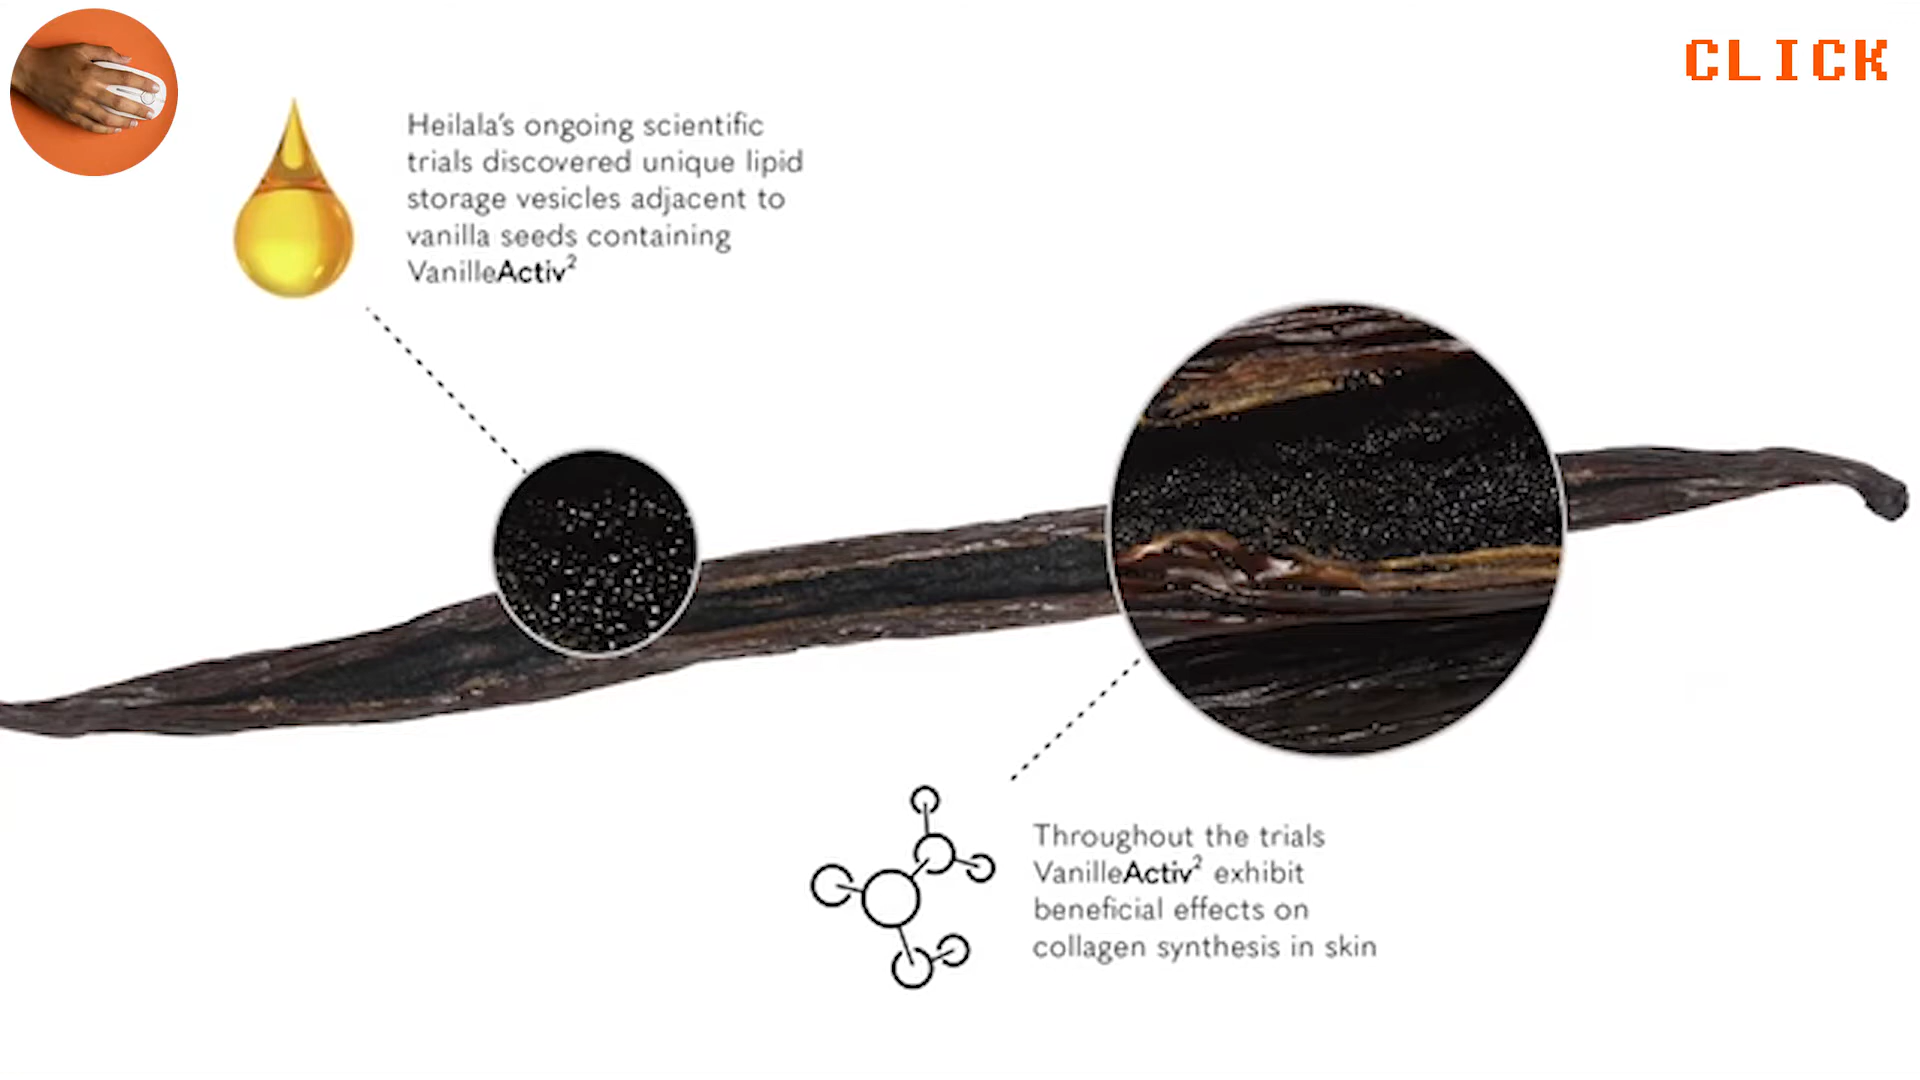 CLICK
Heilala's ongoing scientific
trials discovered unique lipid
storage vesicles adjacent to
vanilla seeds containing
VanilleActiv²
Throughout the trials
VanilleActiv² exhibit
beneficial effects on
collagen synthesis in skin